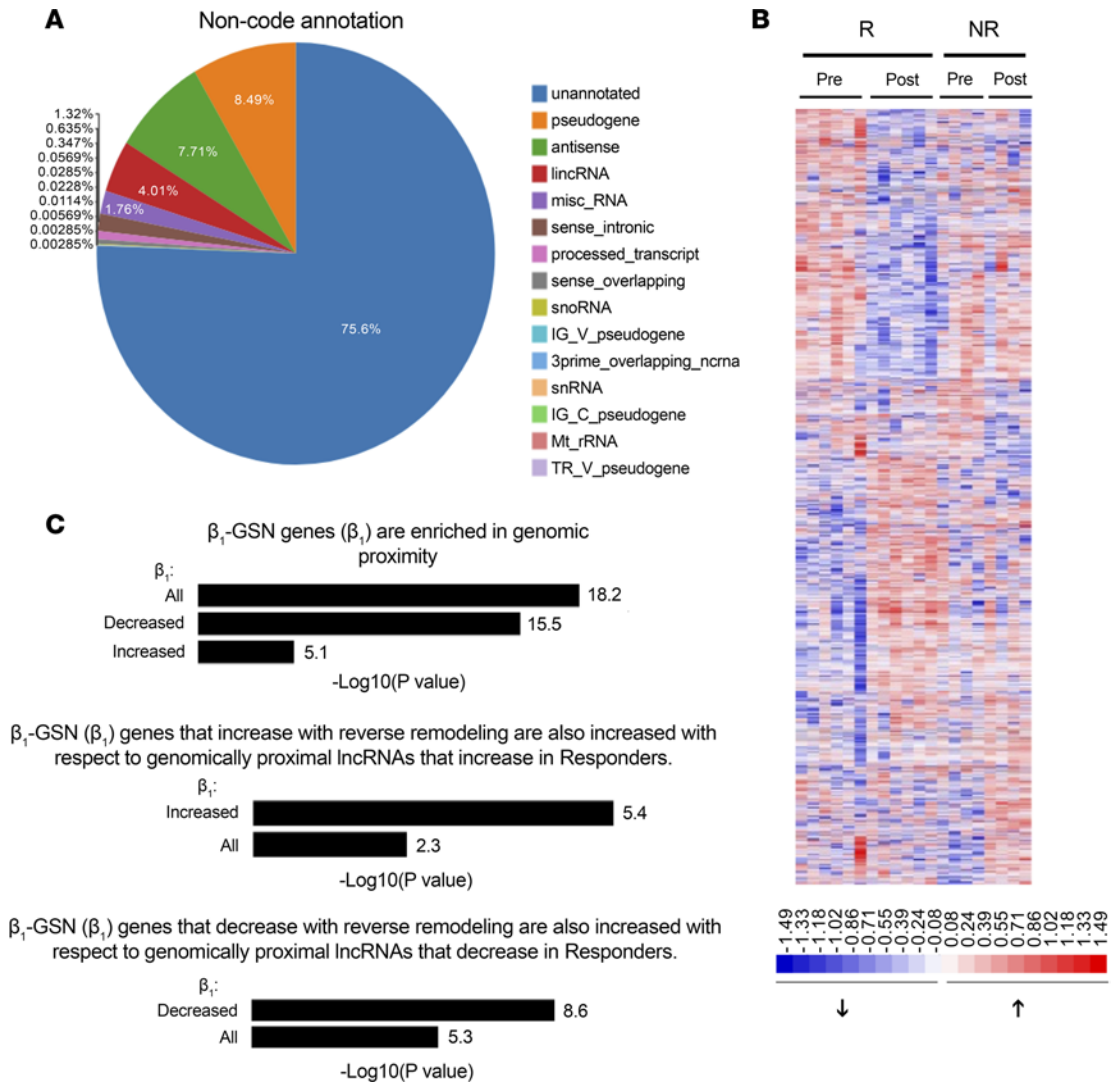 A
Non-code annotation
8.49%
7.71%
4.01%
1.76%
75.6%
1.32%
0.635%
0.347%
0.0569%
0.0285%
0.0228%
0.0114%
0.00569%
0.00285%
0.00285%
unannotated
pseudogene
antisense
lincRNA
misc_RNA
sense_intronic
processed_transcript
sense_overlapping
snoRNA
IG_V_pseudogene
3prime_overlapping_ncrna
snRNA
IG_C_pseudogene
Mt_rRNA
TR_V_pseudogene
B
R NR
Pre Post Pre Post
-1.49
-1.33
-1.18
-1.02
-0.86
-0.71
-0.55
-0.39
-0.24
-0.08
0.08
0.24
0.39
0.55
0.71
0.86
1.02
1.18
1.33
1.49
↓ ↑
C
β₁-GSN genes (β₁) are enriched in genomic
proximity
β₁:
All 18.2
Decreased 15.5
Increased 5.1
-Log10(P value)
β₁-GSN (β₁) genes that increase with reverse remodeling are also increased with
respect to genomically proximal lncRNAs that increase in Responders.
β₁:
Increased 5.4
All 2.3
-Log10(P value)
β₁-GSN (β₁) genes that decrease with reverse remodeling are also increased with
respect to genomically proximal lncRNAs that decrease in Responders.
β₁:
Decreased 8.6
All 5.3
-Log10(P value)